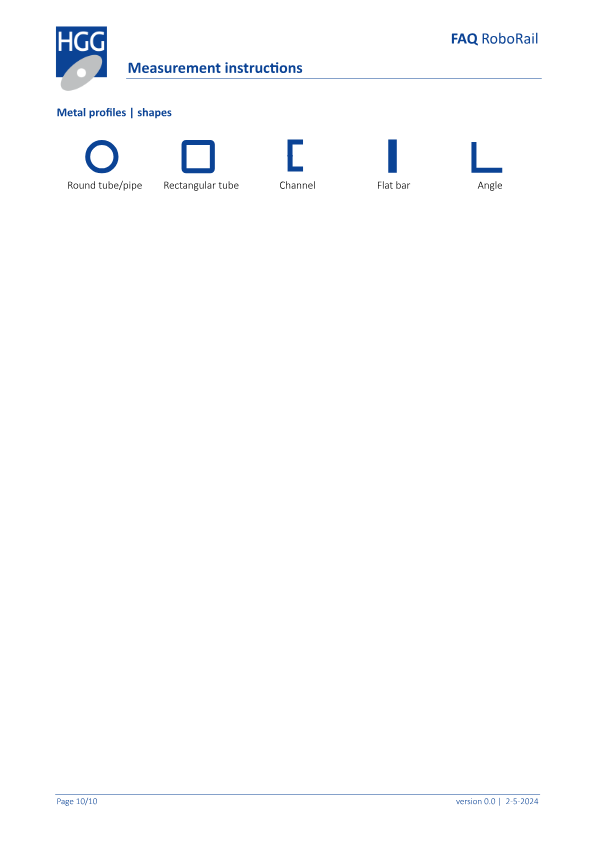 HGG
FAQ RoboRail
Measurement instructions
Metal profiles | shapes
Round tube/pipe
Rectangular tube
Channel
Flat bar
Angle
Page 10/10
version 0.0 | 2-5-2024